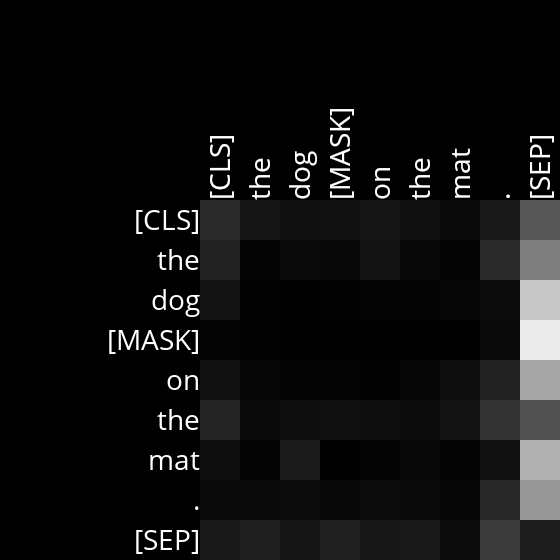 [CLS] the dog [MASK] on the mat . [SEP]
[CLS]
the
dog
[MASK]
on
the
mat
.
[SEP]